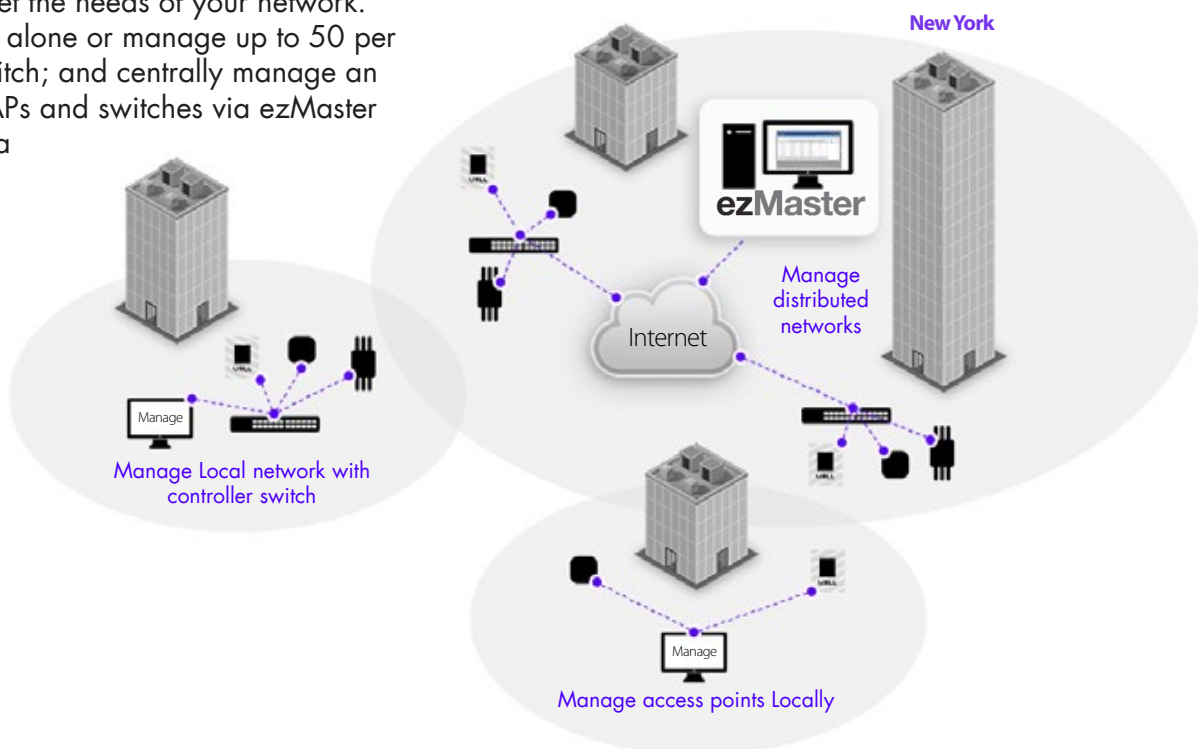 et the needs of your network.
alone or manage up to 50 per
itch; and centrally manage an
APs and switches via ezMaster
a
New York
ezMaster
Manage
distributed
networks
Internet
Manage
Manage Local network with
controller switch
Manage
Manage access points Locally